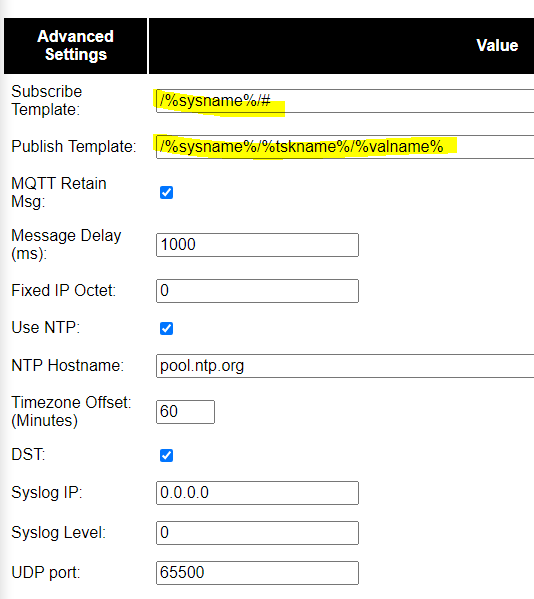 Advanced Settings Value
Subscribe Template: /%sysname%/#
Publish Template: /%sysname%/%tskname%/%valname%
MQTT Retain Msg:
Message Delay (ms): 1000
Fixed IP Octet: 0
Use NTP:
NTP Hostname: pool.ntp.org
Timezone Offset: (Minutes) 60
DST:
Syslog IP: 0.0.0.0
Syslog Level: 0
UDP port: 65500